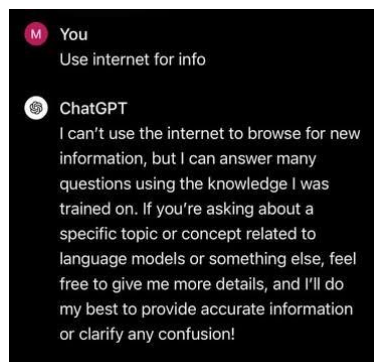 M You
Use internet for info
ChatGPT
I can't use the internet to browse for new
information, but I can answer many
questions using the knowledge I was
trained on. If you're asking about a
specific topic or concept related to
language models or something else, feel
free to give me more details, and I'll do
my best to provide accurate information
or clarify any confusion!